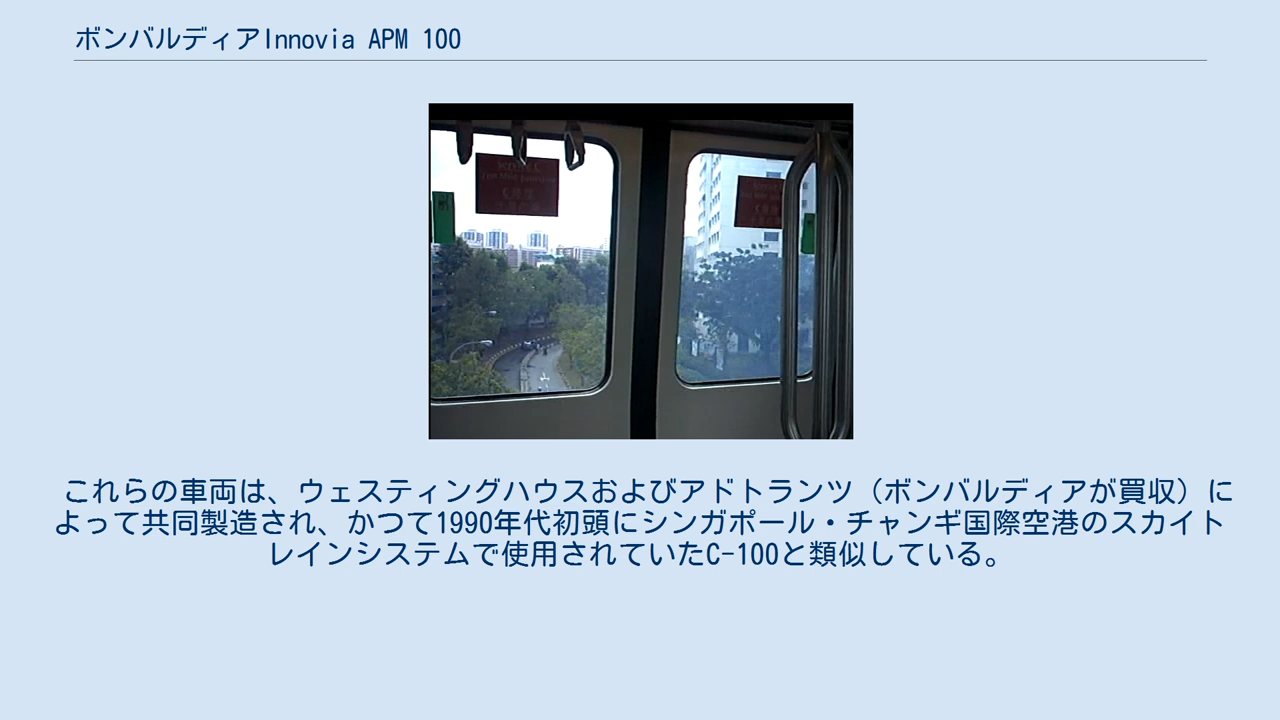 ボンバルディアInnovia APM 100
これらの車両は、ウェスティングハウスおよびアドトランツ（ボンバルディアが買収）に
よって共同製造され、かつて1990年代初頭にシンガポール・チャンギ国際空港のスカイト
レインシステムで使用されていたC-100と類似している。